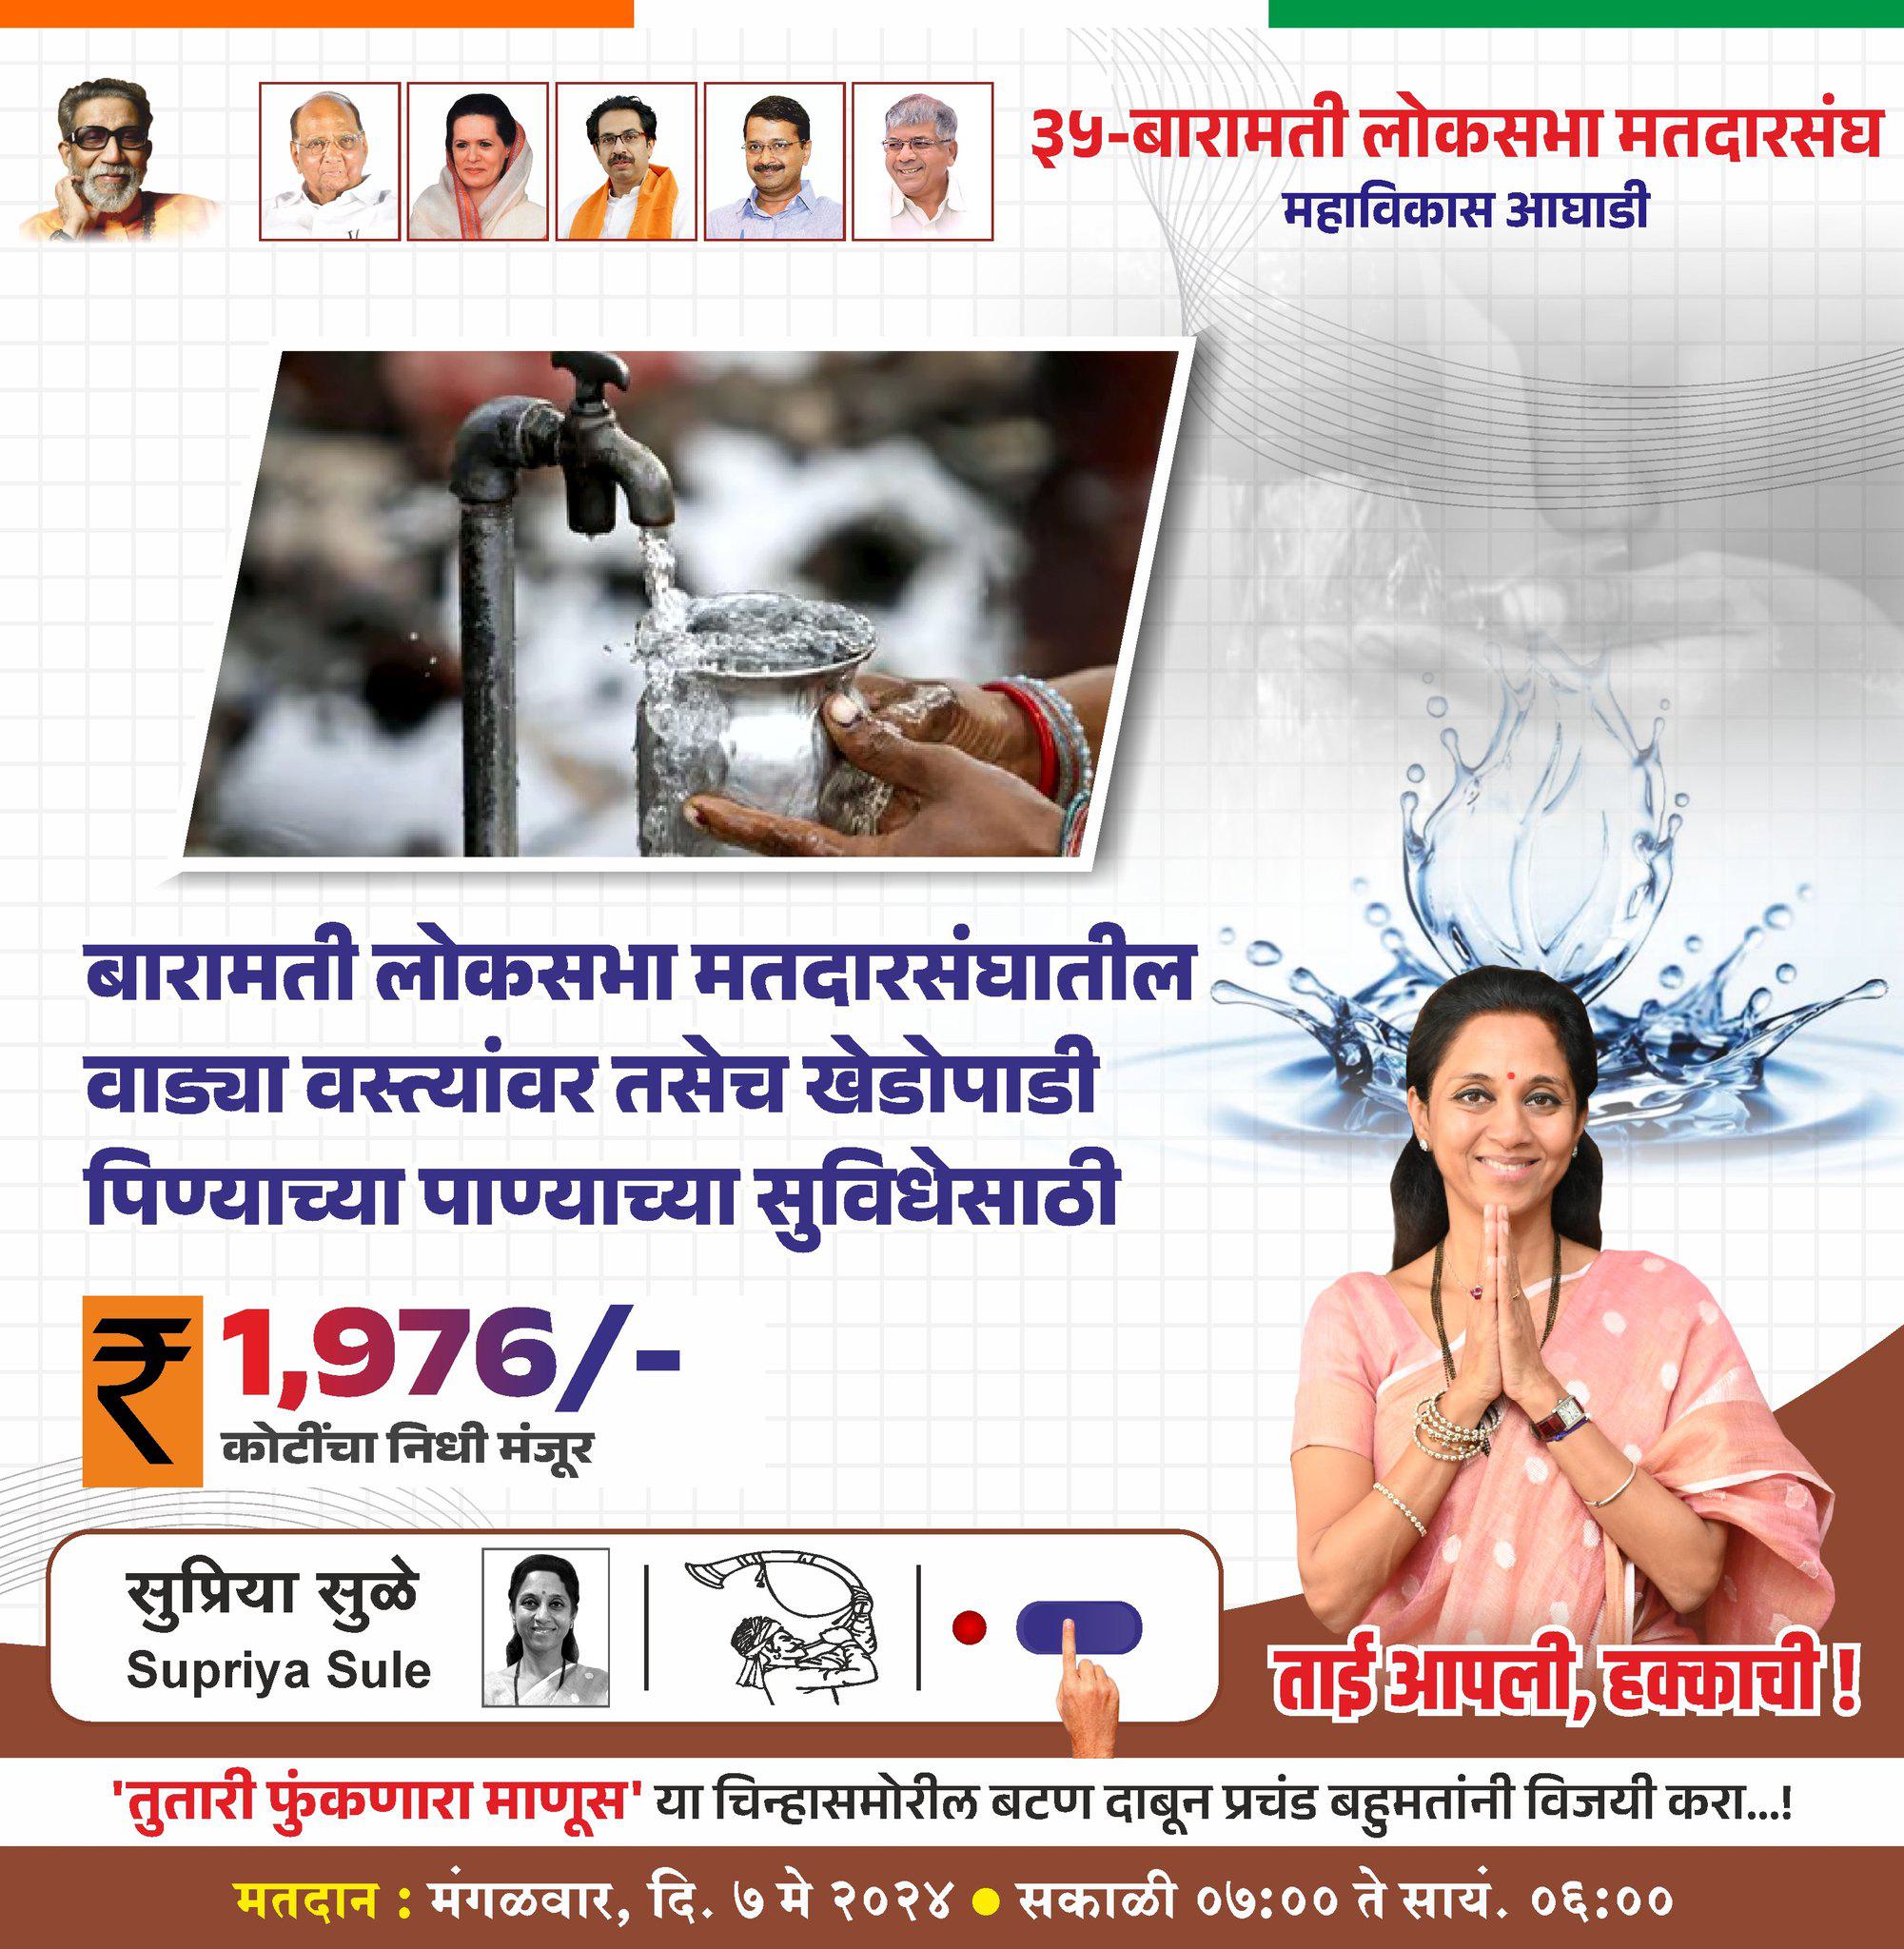 ३५-बारामती लोकसभा मतदारसंघ
महाविकास आघाडी
बारामती लोकसभा मतदारसंघातील
वाड्या वस्त्यांवर तसेच खेडोपाडी
पिण्याच्या पाण्याच्या सुविधेसाठी
₹ 1,976/-
कोटींचा निधी मंजूर
सुप्रिया सुळे
Supriya Sule
ताई आपली, हक्काची !
'तुतारी फुंकणारा माणूस' या चिन्हासमोरील बटण दाबून प्रचंड बहुमतांनी विजयी करा...!
मतदान : मंगळवार, दि. ७ मे २०२४ ● सकाळी ०७:०० ते सायं. ०६:००